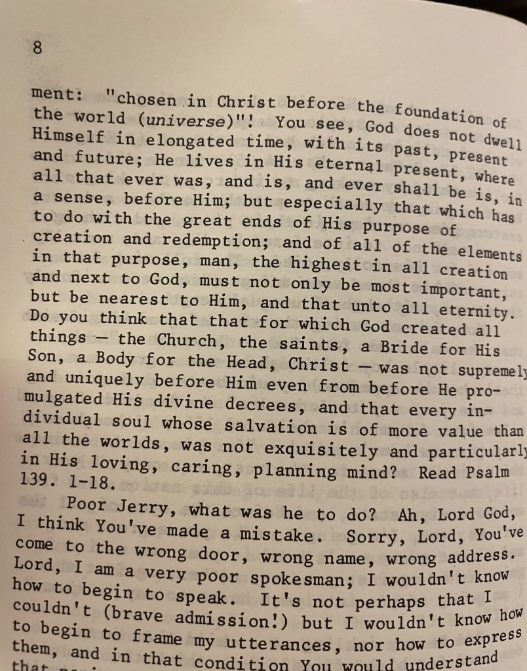 8
ment: "chosen in Christ before the foundation of
the world (universe)"! You see, God does not dwell
Himself in elongated time, with its past, present
and future; He lives in His eternal present, where
all that ever was, and is, and ever shall be is, in
a sense, before Him; but especially that which has
to do with the great ends of His purpose of
creation and redemption; and of all of the elements
in that purpose, man, the highest in all creation
and next to God, must not only be most important,
but be nearest to Him, and that unto all eternity.
Do you think that that for which God created all
things — the Church, the saints, a Bride for His
Son, a Body for the Head, Christ — was not supremely
and uniquely before Him even from before He pro-
mulgated His divine decrees, and that every in-
dividual soul whose salvation is of more value than
all the worlds, was not exquisitely and particularly
in His loving, caring, planning mind? Read Psalm
139. 1-18.
Poor Jerry, what was he to do? Ah, Lord God,
I think You've made a mistake. Sorry, Lord, You've
come to the wrong door, wrong name, wrong address.
Lord, I am a very poor spokesman; I wouldn't know
how to begin to speak. It's not perhaps that I
couldn't (brave admission!) but I wouldn't know how
to begin to frame my utterances, nor how to express
them, and in that condition You would understand
that